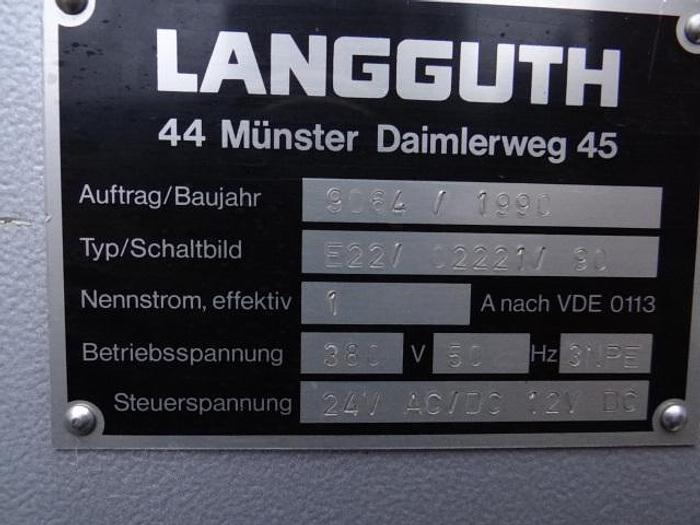 LANGGUTH
44 Münster Daimlerweg 45
Auftrag/Baujahr 9064 / 1990
Typ/Schaltbild E22/ 02221/ 90
Nennstrom, effektiv 1 A nach VDE 0113
Betriebsspannung 380 V 50 Hz 3NPE
Steuerspannung 24V AC/DC 12V DC